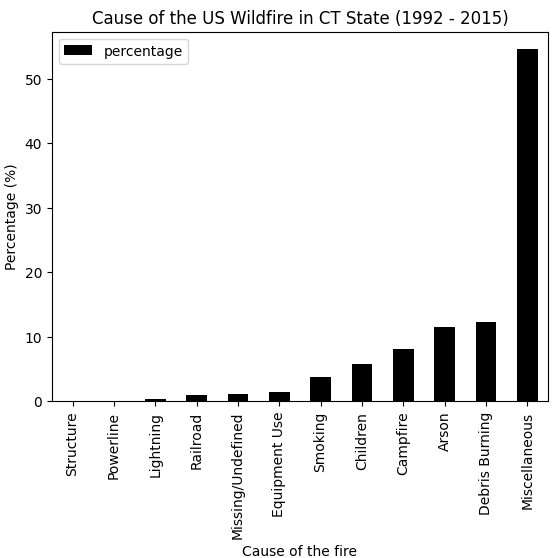 Cause of the US Wildfire in CT State (1992 - 2015)
percentage
Percentage (%)
50
40
30
20
10
0
Structure
Powerline
Lightning
Railroad
Missing/Undefined
Equipment Use
Smoking
Children
Campfire
Arson
Debris Burning
Miscellaneous
Cause of the fire